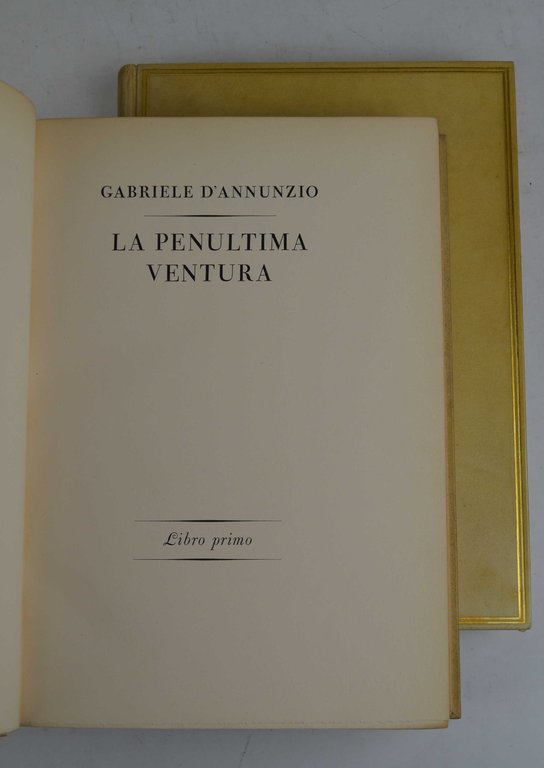 GABRIELE D'ANNUNZIO
LA PENULTIMA
VENTURA
Libro primo